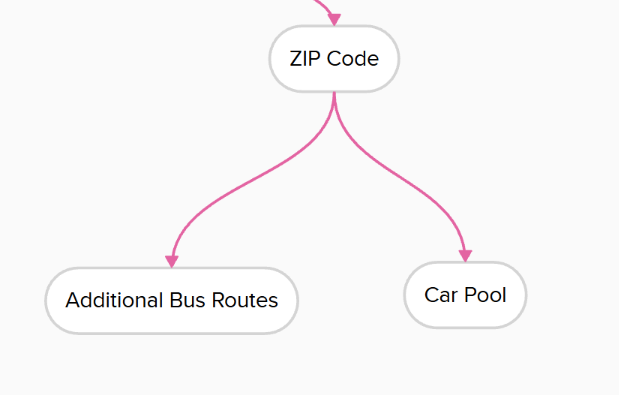 ZIP Code
Additional Bus Routes
Car Pool